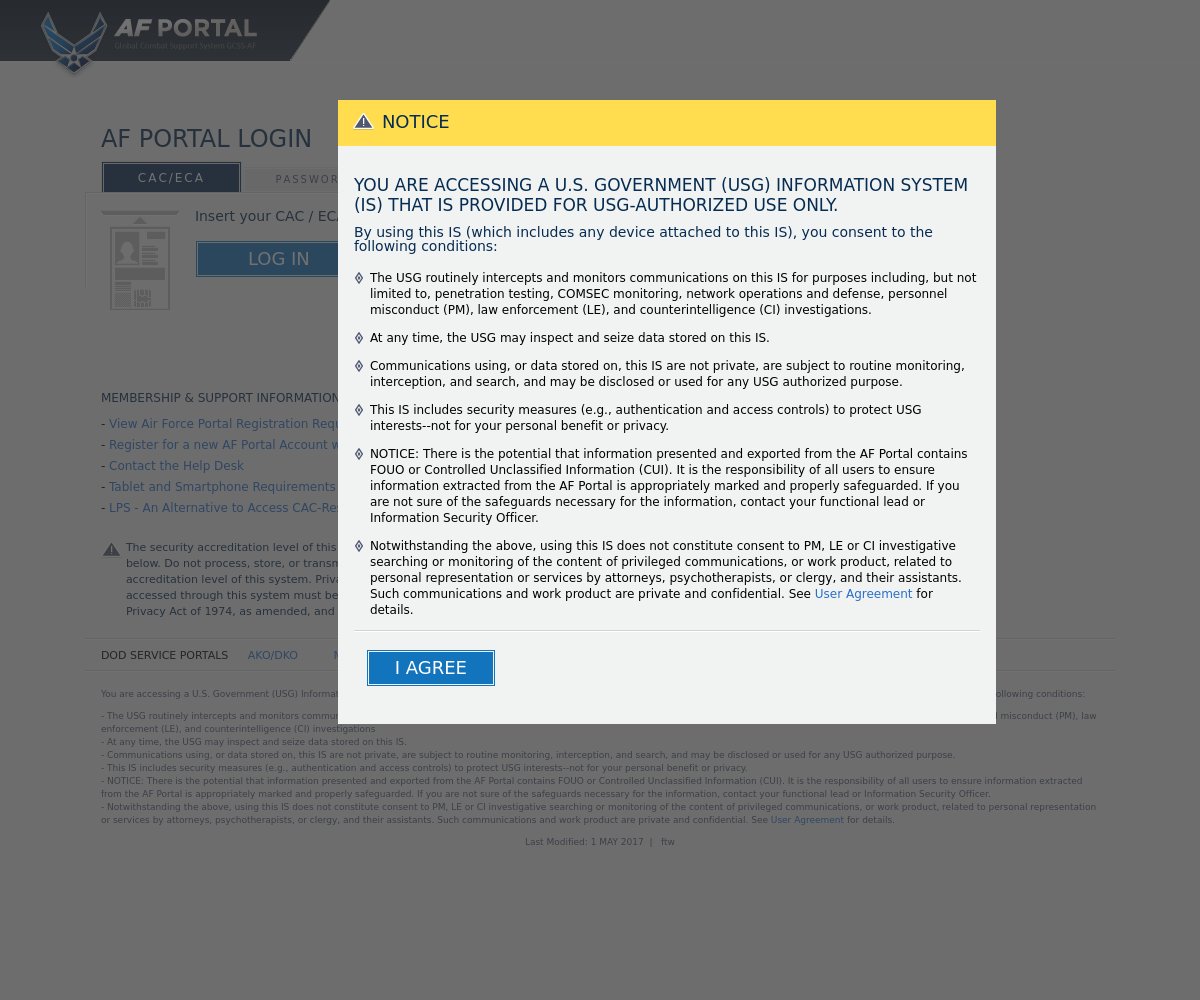 AF PORTAL
Global Combat Support System GCSS-AF
AF PORTAL LOGIN
CAC/ECA
Insert your CAC / EC
LOG IN
MEMBERSHIP & SUPPORT INFORMATION
- View Air Force Portal Registration
- Register for a new AF Portal Account
- Contact the Help Desk
- Tablet and Smartphone Requirements
- LPS - An Alternative to Access
The security accreditation level of this
below. Do not process, store, or
accreditation level of this system.
accessed through this system must be
Privacy Act of 1974, as amended, and
DOD SERVICE PORTALS AKO/DKO
NOTICE
YOU ARE ACCESSING A U.S. GOVERNMENT (USG) INFORMATION SYSTEM
(IS) THAT IS PROVIDED FOR USG-AUTHORIZED USE ONLY.
By using this IS (which includes any device attached to this IS), you consent to the
following conditions:
The USG routinely intercepts and monitors communications on this IS for purposes including, but not
limited to, penetration testing, COMSEC monitoring, network operations and defense, personnel
misconduct (PM), law enforcement (LE), and counterintelligence (CI) investigations.
At any time, the USG may inspect and seize data stored on this IS.
Communications using, or data stored on, this IS are not private, are subject to routine monitoring,
interception, and search, and may be disclosed or used for any USG authorized purpose.
This IS includes security measures (e.g., authentication and access controls) to protect USG
interests--not for your personal benefit or privacy.
NOTICE: There is the potential that information presented and exported from the AF Portal contains
FOUO or Controlled Unclassified Information (CUI). It is the responsibility of all users to ensure
information extracted from the AF Portal is appropriately marked and properly safeguarded. If you
are not sure of the safeguards necessary for the information, contact your functional lead or
Information Security Officer.
Notwithstanding the above, using this IS does not constitute consent to PM, LE or CI investigative
searching or monitoring of the content of privileged communications, or work product, related to
personal representation or services by attorneys, psychotherapists, or clergy, and their assistants.
Such communications and work product are private and confidential. See User Agreement for
details.
I AGREE
You are accessing a U.S. Government (USG) following conditions:
- The USG routinely intercepts and monitors misconduct (PM), law
enforcement (LE), and counterintelligence (CI) investigations
- At any time, the USG may inspect and seize data stored on this IS.
- Communications using, or data stored on, this IS are not private, are subject to routine monitoring, interception, and search, and may be disclosed or used for any USG authorized purpose.
- This IS includes security measures (e.g., authentication and access controls) to protect USG interests--not for your personal benefit or privacy.
- NOTICE: There is the potential that information presented and exported from the AF Portal contains FOUO or Controlled Unclassified Information (CUI). It is the responsibility of all users to ensure information extracted
from the AF Portal is appropriately marked and properly safeguarded. If you are not sure of the safeguards necessary for the information, contact your functional lead or Information Security Officer.
- Notwithstanding the above, using this IS does not constitute consent to PM, LE or CI investigative searching or monitoring of the content of privileged communications, or work product, related to personal representation
or services by attorneys, psychotherapists, or clergy, and their assistants. Such communications and work product are private and confidential. See User Agreement for details.
Last Modified: 1 MAY 2017 | ftw